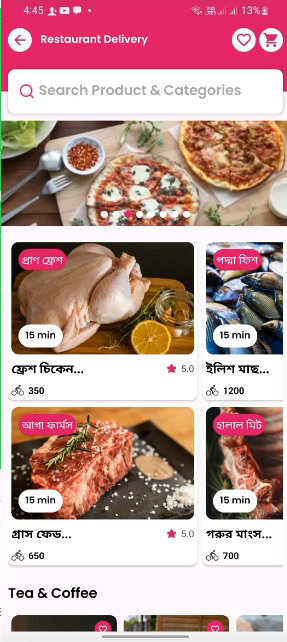 4:45
13%
Restaurant Delivery
Search Product & Categories
প্রাণ ফ্রেশ
পদ্মা ফিশ
15 min
15 min
ফ্রেশ চিকেন...
5.0
ইলিশ মাছ...
350
1200
আগা ফার্মস
হালাল মিট
15 min
15 min
গ্রাস ফেড...
5.0
গরুর মাংস...
650
700
Tea & Coffee